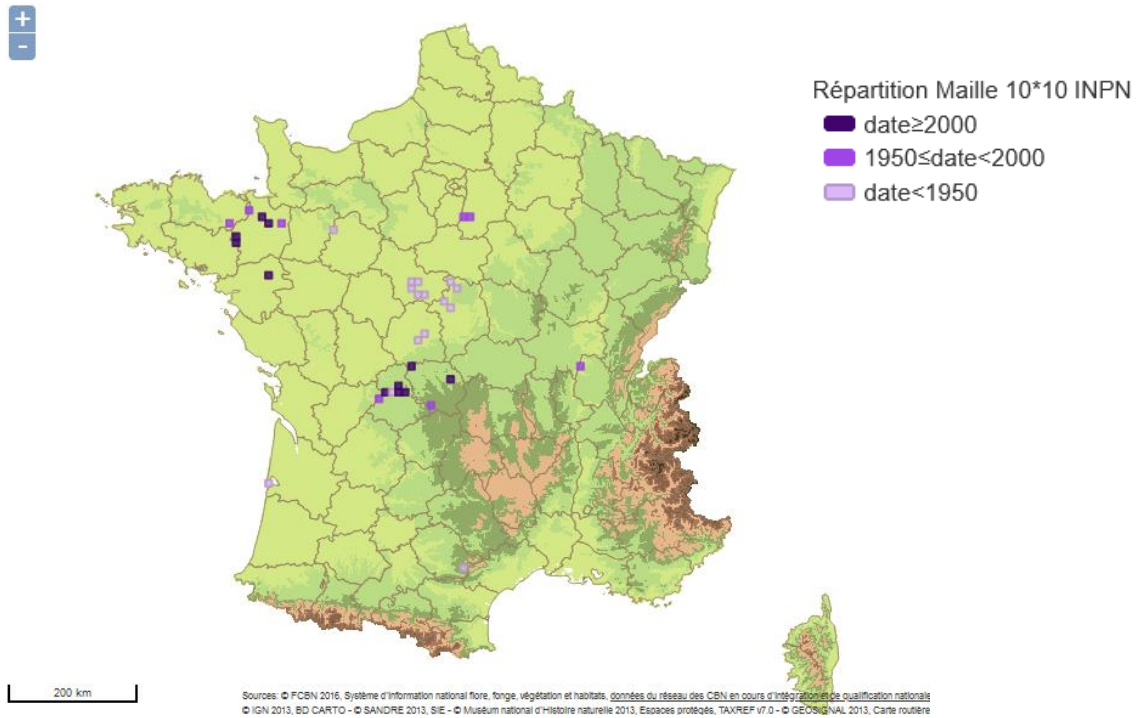 +
-
Répartition Maille 10*10 INPN
date≥2000
1950≤date<2000
date<1950
200 km
Sources: © FCBN 2016, Système d'information national flore, fonge, végétation et habitats, données du réseau des CBN en cours d'intégration et de qualification nationale
© IGN 2013, BD CARTO - © SANDRE 2013, SIE - © Muséum national d'Histoire naturelle 2013, Espaces protégés, TAXREF v7.0 - © GEOSIGNAL 2013, Carte routière